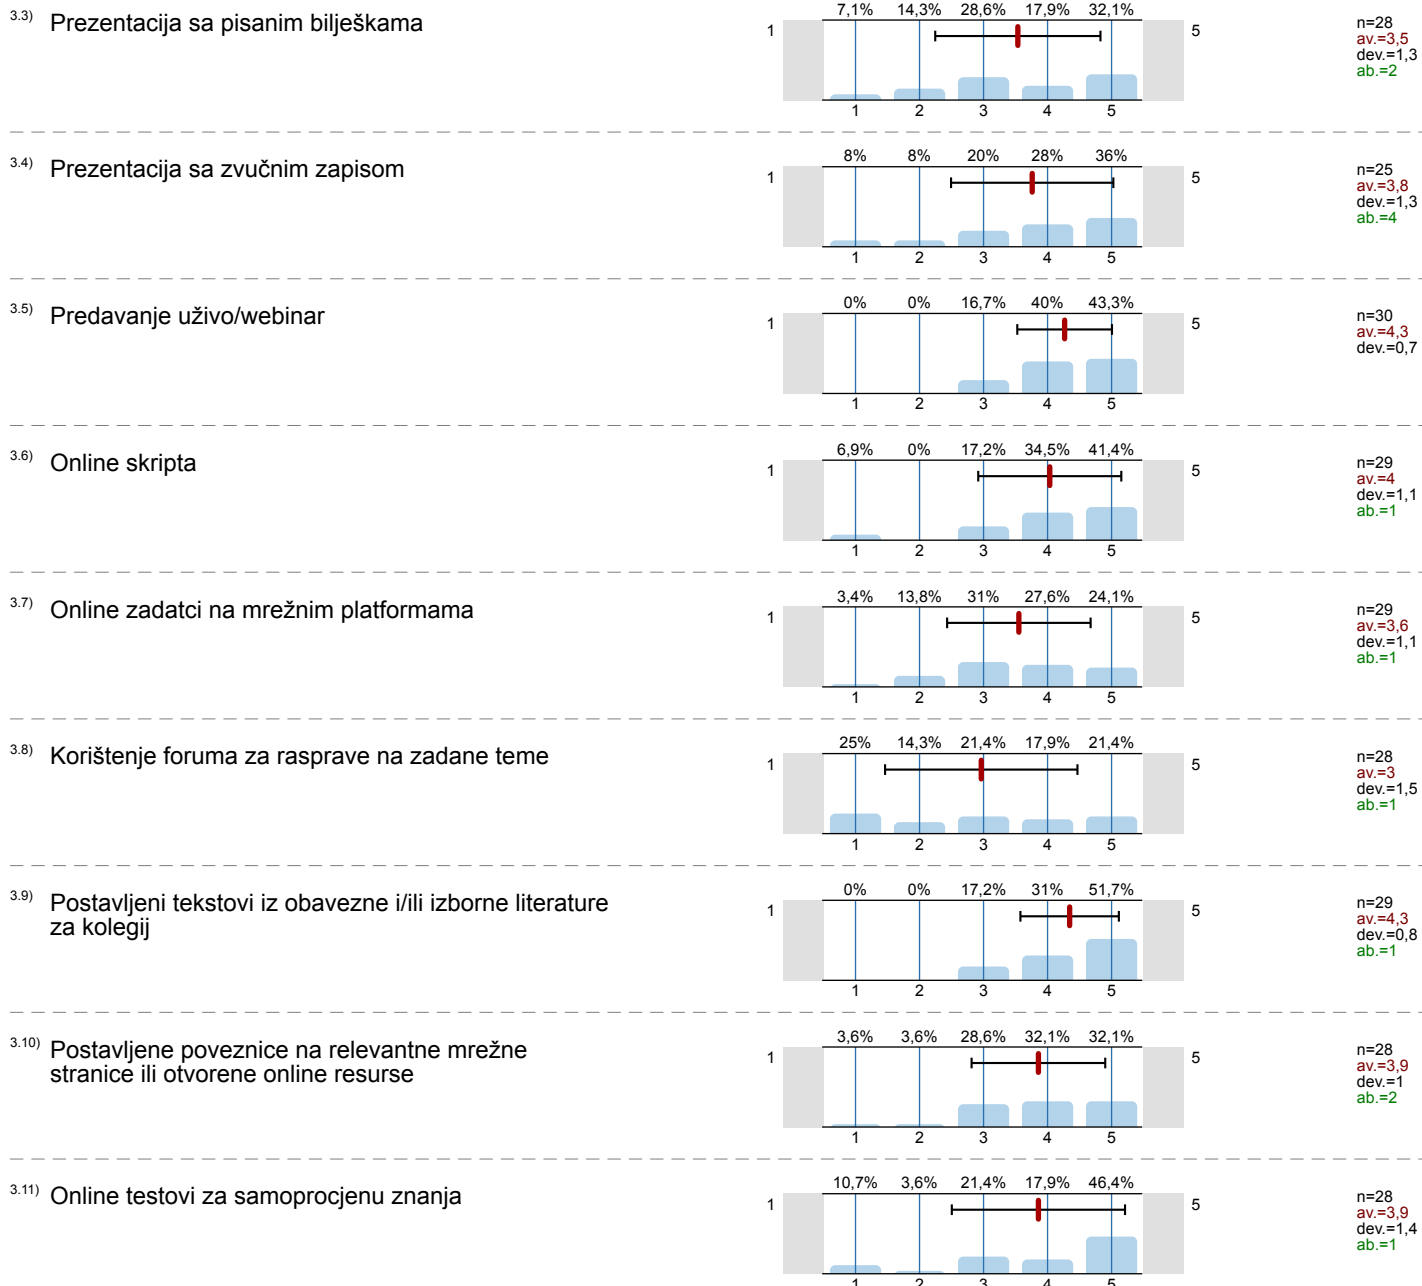 3.3) Prezentacija sa pisanim bilješkama
7,1% 14,3% 28,6% 17,9% 32,1%
1 5
n=28
av.=3,5
dev.=1,3
ab.=2
1 2 3 4 5
3.4) Prezentacija sa zvučnim zapisom
8% 8% 20% 28% 36%
1 5
n=25
av.=3,8
dev.=1,3
ab.=4
1 2 3 4 5
3.5) Predavanje uživo/webinar
0% 0% 16,7% 40% 43,3%
1 5
n=30
av.=4,3
dev.=0,7
1 2 3 4 5
3.6) Online skripta
6,9% 0% 17,2% 34,5% 41,4%
1 5
n=29
av.=4
dev.=1,1
ab.=1
1 2 3 4 5
3.7) Online zadatci na mrežnim platformama
3,4% 13,8% 31% 27,6% 24,1%
1 5
n=29
av.=3,6
dev.=1,1
ab.=1
1 2 3 4 5
3.8) Korištenje foruma za rasprave na zadane teme
25% 14,3% 21,4% 17,9% 21,4%
1 5
n=28
av.=3
dev.=1,5
ab.=1
1 2 3 4 5
3.9) Postavljeni tekstovi iz obavezne i/ili izborne literature
za kolegij
0% 0% 17,2% 31% 51,7%
1 5
n=29
av.=4,3
dev.=0,8
ab.=1
1 2 3 4 5
3.10) Postavljene poveznice na relevantne mrežne
stranice ili otvorene online resurse
3,6% 3,6% 28,6% 32,1% 32,1%
1 5
n=28
av.=3,9
dev.=1
ab.=2
1 2 3 4 5
3.11) Online testovi za samoprocjenu znanja
10,7% 3,6% 21,4% 17,9% 46,4%
1 5
n=28
av.=3,9
dev.=1,4
ab.=1
1 2 3 4 5